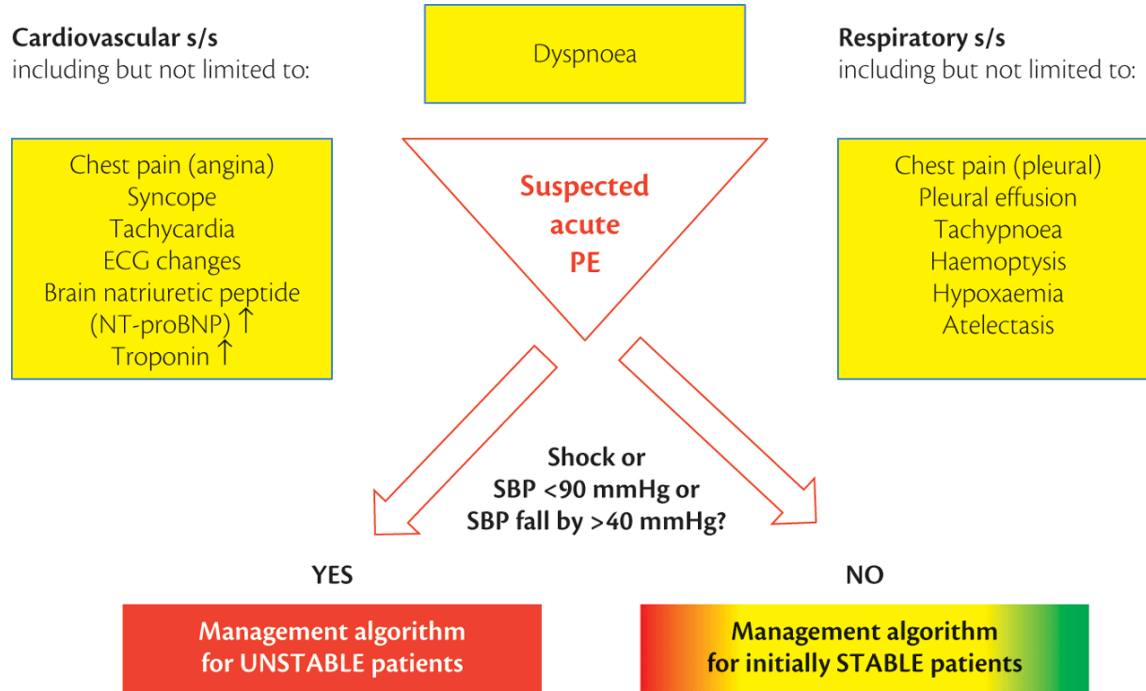 Cardiovascular s/s
including but not limited to:
Dyspnoea
Respiratory s/s
including but not limited to:
Chest pain (angina)
Syncope
Tachycardia
ECG changes
Brain natriuretic peptide
(NT-proBNP) ↑
Troponin ↑
Suspected
acute
PE
Chest pain (pleural)
Pleural effusion
Tachypnoea
Haemoptysis
Hypoxaemia
Atelectasis
Shock or
SBP <90 mmHg or
SBP fall by >40 mmHg?
YES
NO
Management algorithm
for UNSTABLE patients
Management algorithm
for initially STABLE patients